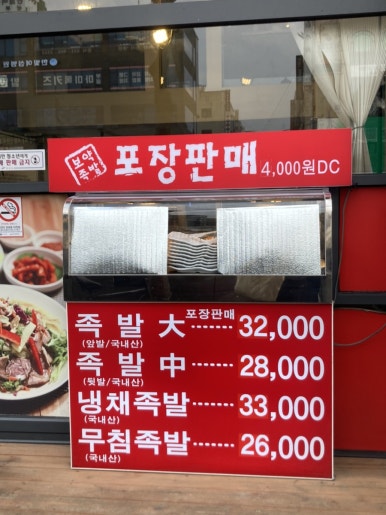 보약족발
포장판매 4,000원DC
포장판매
족 발 大 ······· 32,000
(앞발/국내산)
족 발 中 ······· 28,000
(뒷발/국내산)
냉채족발 ······· 33,000
(국내산)
무침족발 ······· 26,000
(국내산)